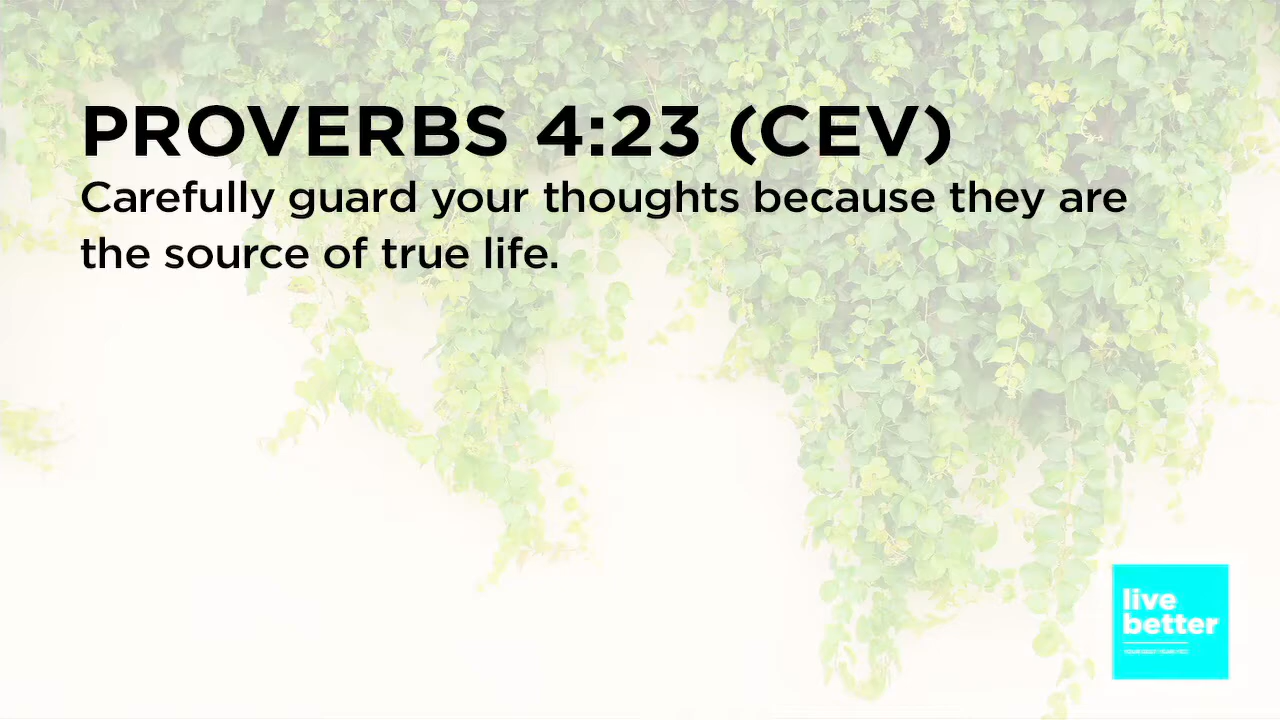 PROVERBS 4:23 (CEV)
Carefully guard your thoughts because they are
the source of true life.
live
better